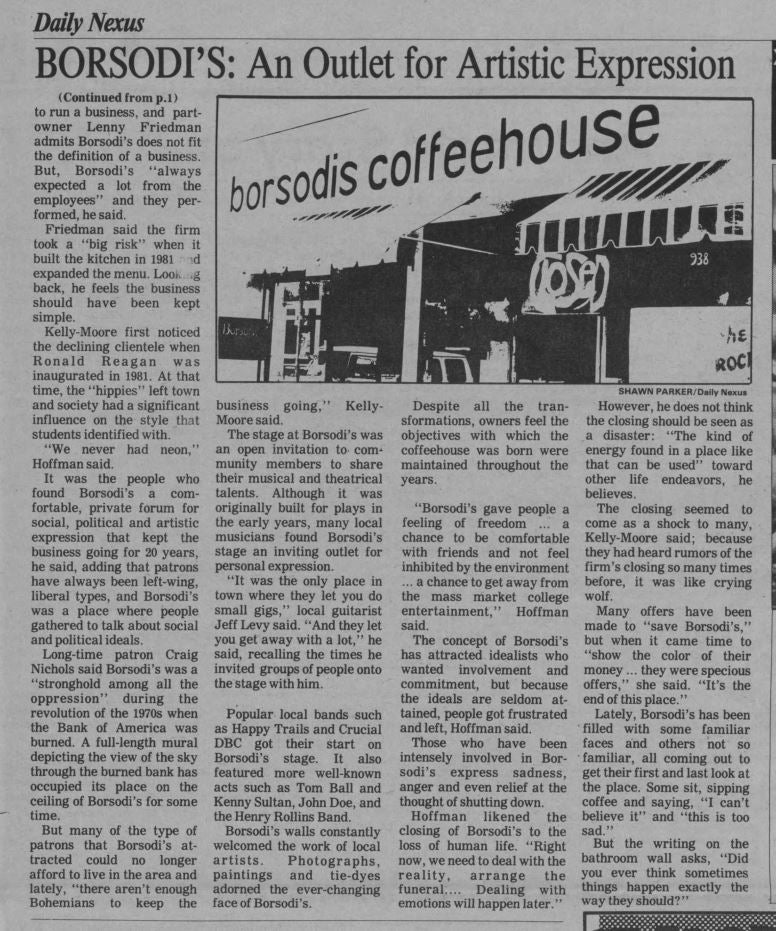 Daily Nexus
BORSODI'S: An Outlet for Artistic Expression
(Continued from p.1)
to run a business, and part-
owner Lenny Friedman
admits Borsodi's does not fit
the definition of a business.
But, Borsodi's "always
expected a lot from the
employees" and they per-
formed, he said.
Friedman said the firm
took a "big risk" when it
built the kitchen in 1981
expanded the menu.
back, he feels the business
should have been kept
simple.
Kelly-Moore first noticed
the declining clientele when
Ronald Reagan was
inaugurated in 1981. At that
time, the "hippies" left town
and society had a significant
influence on the style that
students identified with.
"We never had neon,"
Hoffman said.
It was the people who
found Borsodi's a com-
fortable, private forum for
social, political and artistic
expression that kept the
business going for 20 years,
he said, adding that patrons
have always been left-wing,
liberal types, and Borsodi's
was a place where people
gathered to talk about social
and political ideals.
Long-time patron Craig
Nichols said Borsodi's was a
"stronghold among all the
oppression" during the
revolution of the 1970s when
the Bank of America was
burned. A full-length mural
depicting the view of the sky
through the burned bank has
occupied its place on the
ceiling of Borsodi's for some
time.
But many of the type of
patrons that Borsodi's at-
tracted could no longer
afford to live in the area and
lately, "there aren't enough
Bohemians to keep the
borsodis coffeehouse
CLOSED
938
HE
ROCK
SHAWN PARKER/Daily Nexus
business going," Kelly-
Moore said.
The stage at Borsodi's was
an open invitation to com-
munity members to share
their musical and theatrical
talents. Although it was
originally built for plays in
the early years, many local
musicians found Borsodi's
stage an inviting outlet for
personal expression.
"It was the only place in
town where they let you do
small gigs," local guitarist
Jeff Levy said. "And they let
you get away with a lot," he
said, recalling the times he
invited groups of people onto
the stage with him.
Popular local bands such
as Happy Trails and Crucial
DBC got their start on
Borsodi's stage. It also
featured more well-known
acts such as Tom Ball and
Kenny Sultan, John Doe, and
the Henry Rollins Band.
Borsodi's walls constantly
welcomed the work of local
artists. Photographs,
paintings and tie-dyes
adorned the ever-changing
face of Borsodi's.
Despite all the tran-
sformations, owners feel the
objectives with which the
coffeehouse was born were
maintained throughout the
years.
"Borsodi's gave people a
feeling of freedom ... a
chance to be comfortable
with friends and not feel
inhibited by the environment
... a chance to get away from
the mass market college
entertainment," Hoffman
said.
The concept of Borsodi's
has attracted idealists who
wanted involvement and
commitment, but because
the ideals are seldom at-
tained, people got frustrated
and left, Hoffman said.
Those who have been
intensely involved in Bor-
sodi's express sadness,
anger and even relief at the
thought of shutting down.
Hoffman likened the
closing of Borsodi's to the
loss of human life. "Right
now, we need to deal with the
reality, arrange the
funeral.... Dealing with
emotions will happen later."
However, he does not think
the closing should be seen as
a disaster: "The kind of
energy found in a place like
that can be used" toward
other life endeavors, he
believes.
The closing seemed to
come as a shock to many,
Kelly-Moore said; because
they had heard rumors of the
firm's closing so many times
before, it was like crying
wolf.
Many offers have been
made to "save Borsodi's,"
but when it came time to
"show the color of their
money ... they were specious
offers," she said. "It's the
end of this place."
Lately, Borsodi's has been
filled with some familiar
faces and others not so
familiar, all coming out to
get their first and last look at
the place. Some sit, sipping
coffee and saying, "I can't
believe it" and "this is too
sad."
But the writing on the
bathroom wall asks, "Did
you ever think sometimes
things happen exactly the
way they should?"